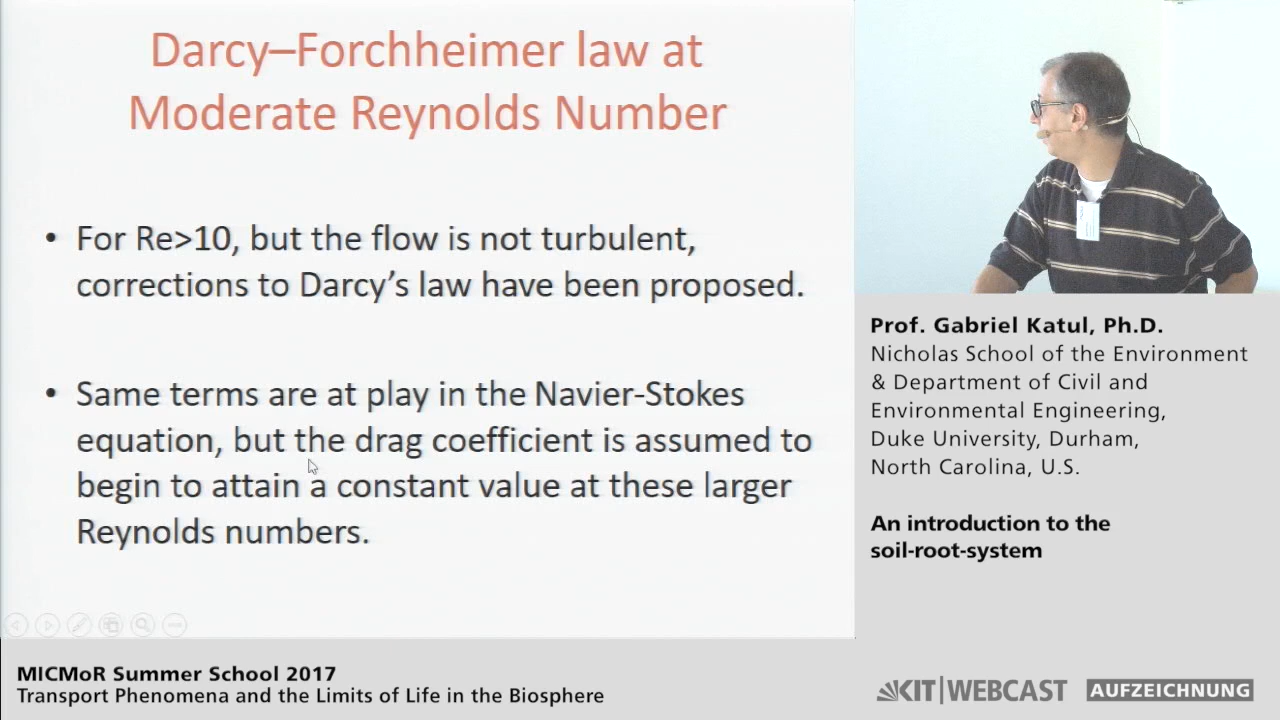 Darcy–Forchheimer law at
Moderate Reynolds Number
• For Re>10, but the flow is not turbulent,
corrections to Darcy’s law have been proposed.
• Same terms are at play in the Navier-Stokes
equation, but the drag coefficient is assumed to
begin to attain a constant value at these larger
Reynolds numbers.
Prof. Gabriel Katul, Ph.D.
Nicholas School of the Environment
& Department of Civil and
Environmental Engineering,
Duke University, Durham,
North Carolina, U.S.
An introduction to the
soil-root-system
MICMoR Summer School 2017
Transport Phenomena and the Limits of Life in the Biosphere
KIT|WEBCAST AUFZEICHNUNG